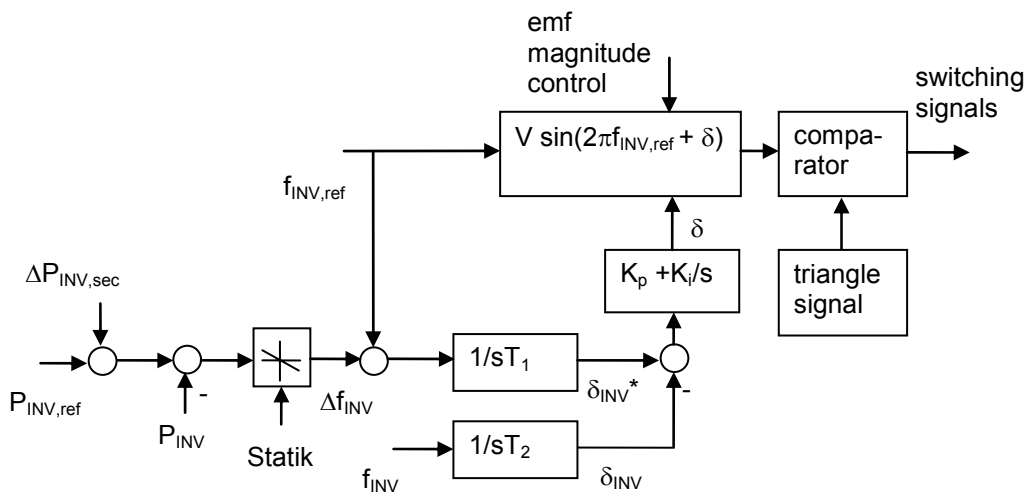 emf
magnitude
control
switching
signals
V sin(2πf_INV,ref + δ)
compa-
rator
f_INV,ref
δ
K_p +K_i/s
triangle
signal
ΔP_INV,sec
1/sT_1
P_INV,ref
-
P_INV
Δf_INV
δ_INV*
-
Statik
1/sT_2
f_INV
δ_INV